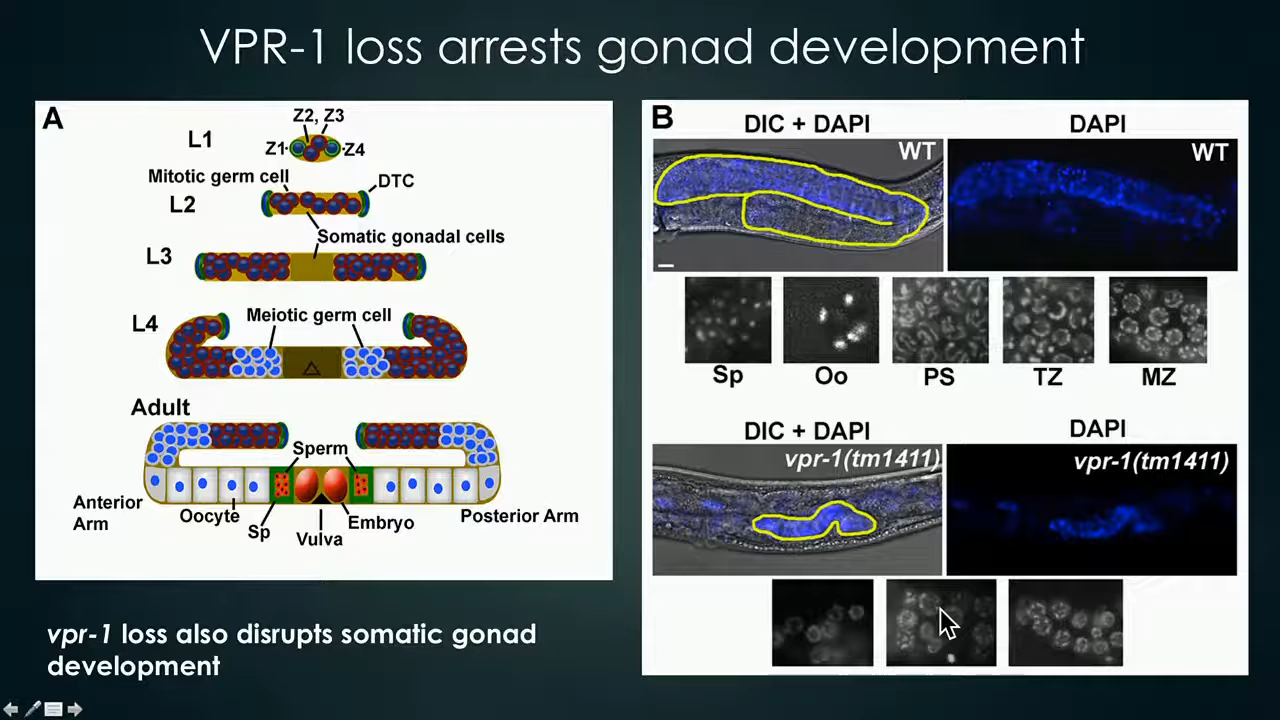 VPR-1 loss arrests gonad development
A
L1
Z2, Z3
Z1
Z4
Mitotic germ cell
DTC
L2
Somatic gonadal cells
L3
Meiotic germ cell
L4
Adult
Sperm
Anterior
Arm
Oocyte
Sp
Vulva
Embryo
Posterior Arm
vpr-1 loss also disrupts somatic gonad
development
B
DIC + DAPI
DAPI
WT
WT
Sp
Oo
PS
TZ
MZ
DIC + DAPI
DAPI
vpr-1(tm1411)
vpr-1(tm1411)